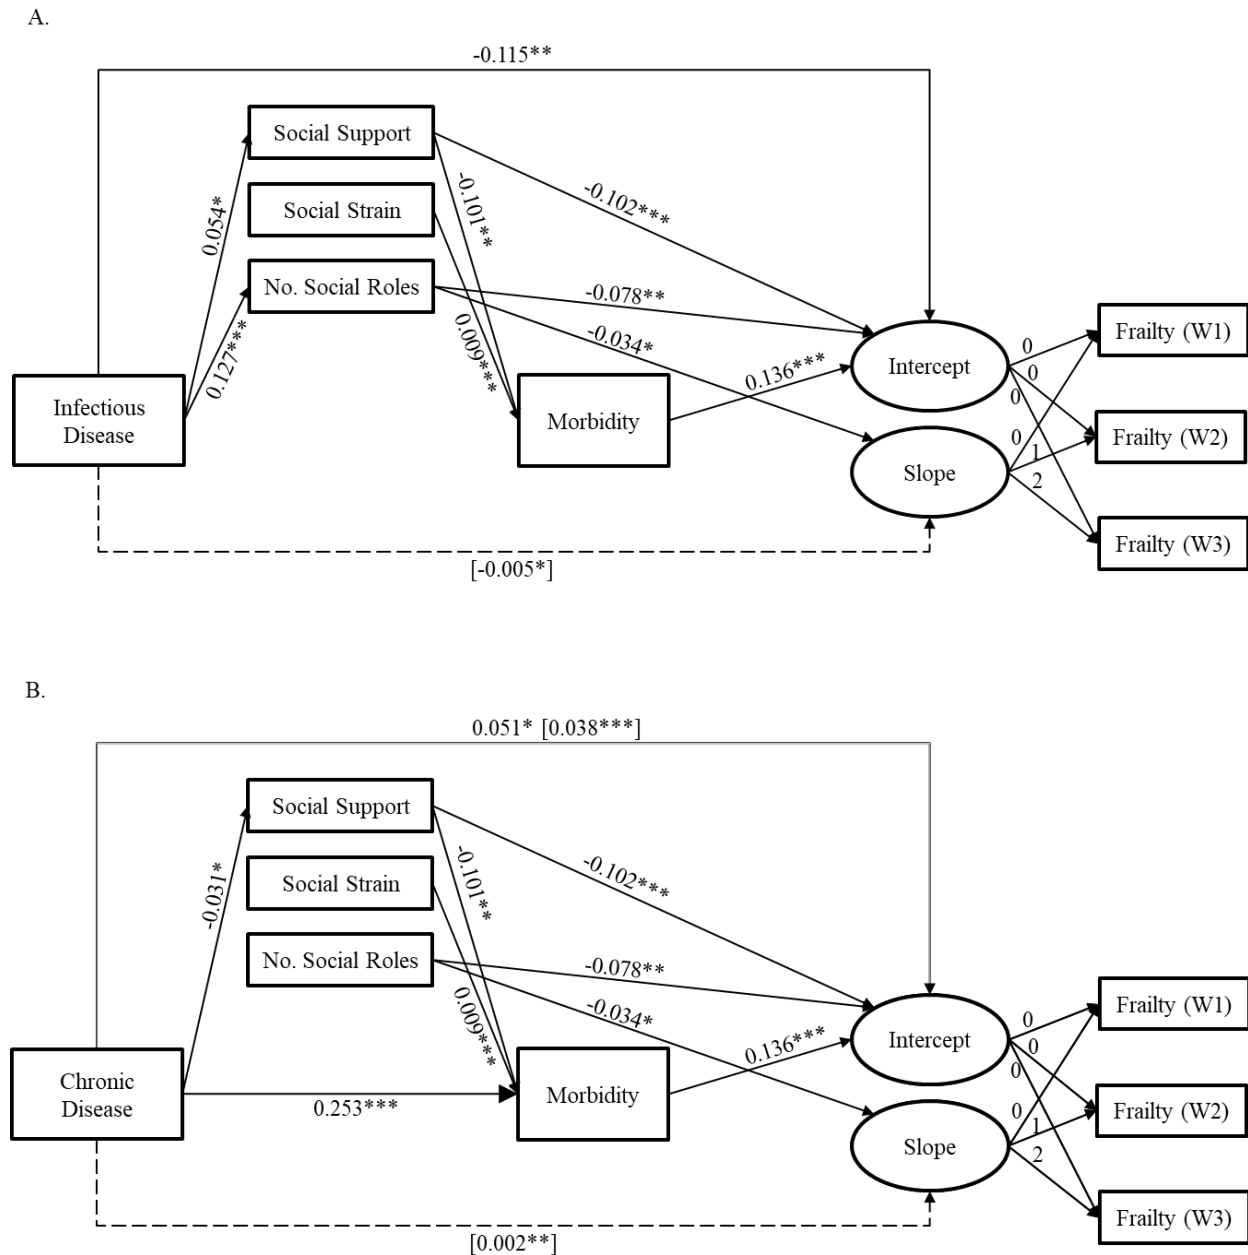 A.
-0.115**
Social Support
Social Strain
No. Social Roles
0.054*
0.127***
-0.101**
0.009***
-0.102***
-0.078**
-0.034*
0.136***
Infectious
Disease
Morbidity
Intercept
Slope
0
0
0
0
1
2
Frailty (W1)
Frailty (W2)
Frailty (W3)
[-0.005*]
B.
0.051* [0.038***]
Social Support
Social Strain
No. Social Roles
-0.031*
-0.101**
0.009***
-0.102***
-0.078**
-0.034*
0.136***
Chronic
Disease
0.253***
Morbidity
Intercept
Slope
0
0
0
0
1
2
Frailty (W1)
Frailty (W2)
Frailty (W3)
[0.002**]